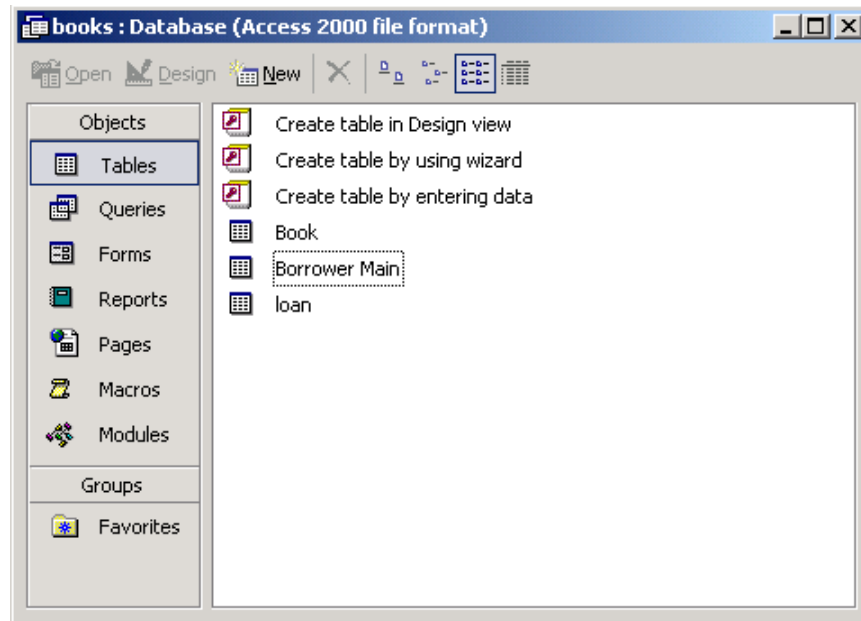 books : Database (Access 2000 file format)
Open Design New
Objects
Tables
Queries
Forms
Reports
Pages
Macros
Modules
Groups
Favorites
Create table in Design view
Create table by using wizard
Create table by entering data
Book
Borrower Main
loan